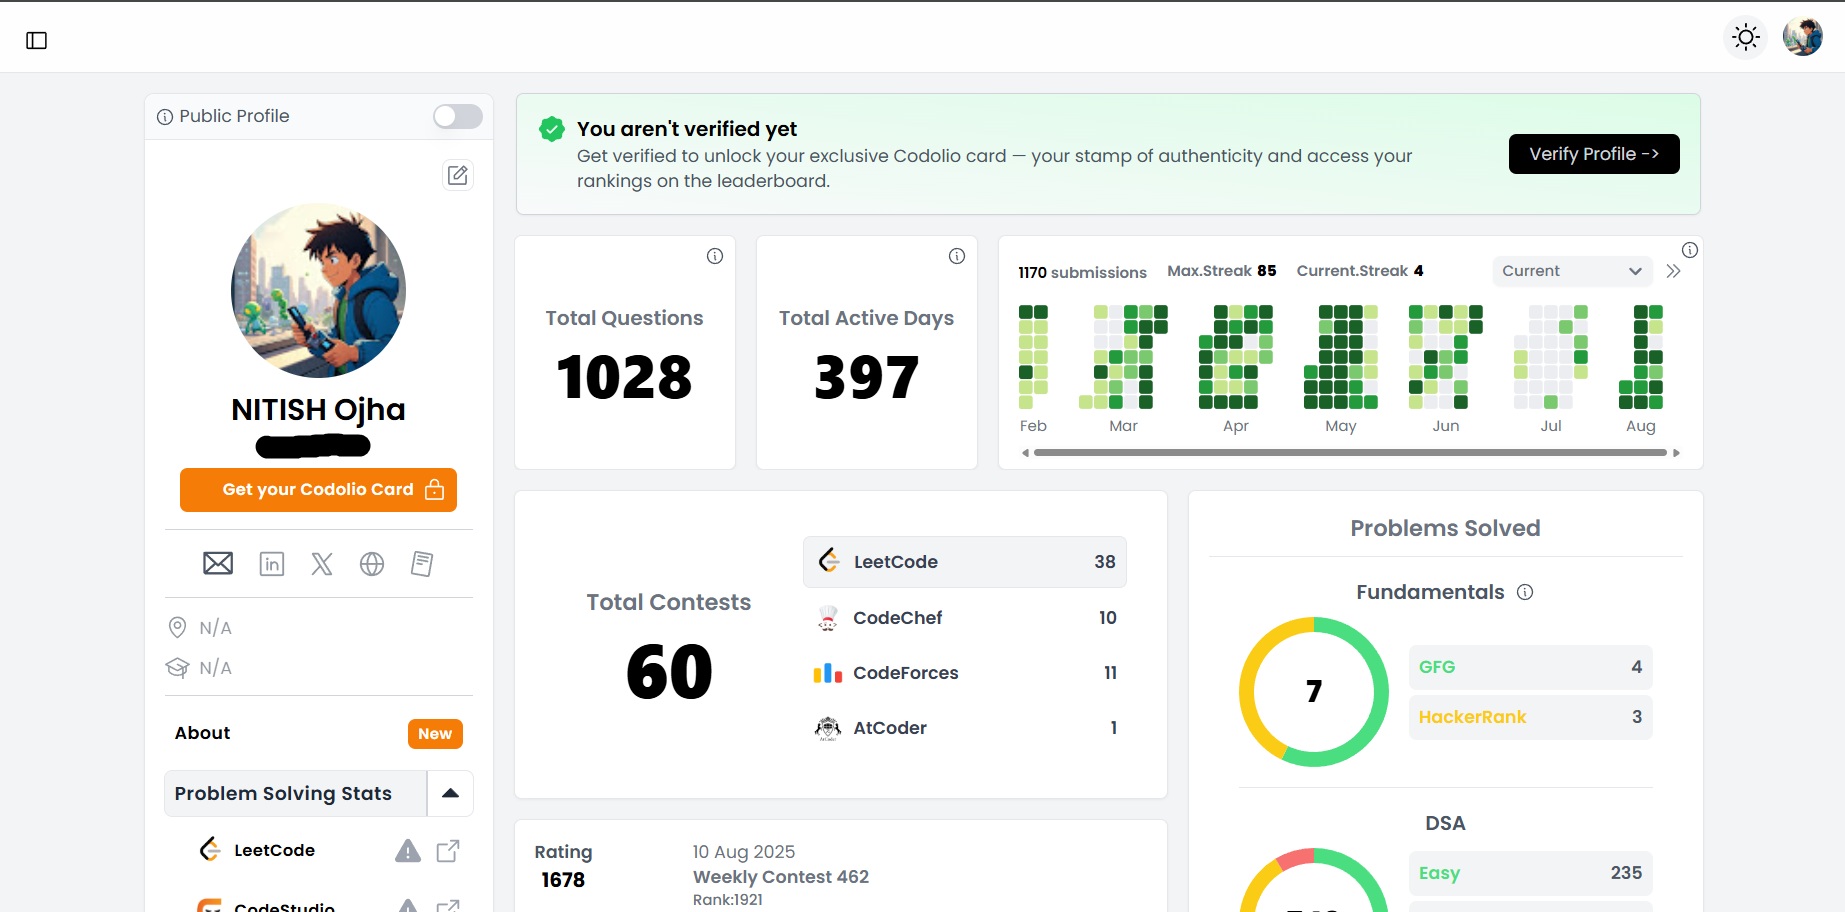 Public Profile
NITISH Ojha
Get your Codolio Card
N/A
N/A
About
New
Problem Solving Stats
LeetCode
CodeStudio
You aren't verified yet
Get verified to unlock your exclusive Codolio card — your stamp of authenticity and access your
rankings on the leaderboard.
Verify Profile ->
Total Questions
1028
Total Active Days
397
1170 submissions Max.Streak 85 Current.Streak 4
Current
Feb Mar Apr May Jun Jul Aug
Total Contests
60
LeetCode 38
CodeChef 10
CodeForces 11
AtCoder 1
Rating
1678
10 Aug 2025
Weekly Contest 462
Rank:1921
Problems Solved
Fundamentals
7
GFG 4
HackerRank 3
DSA
Easy 235